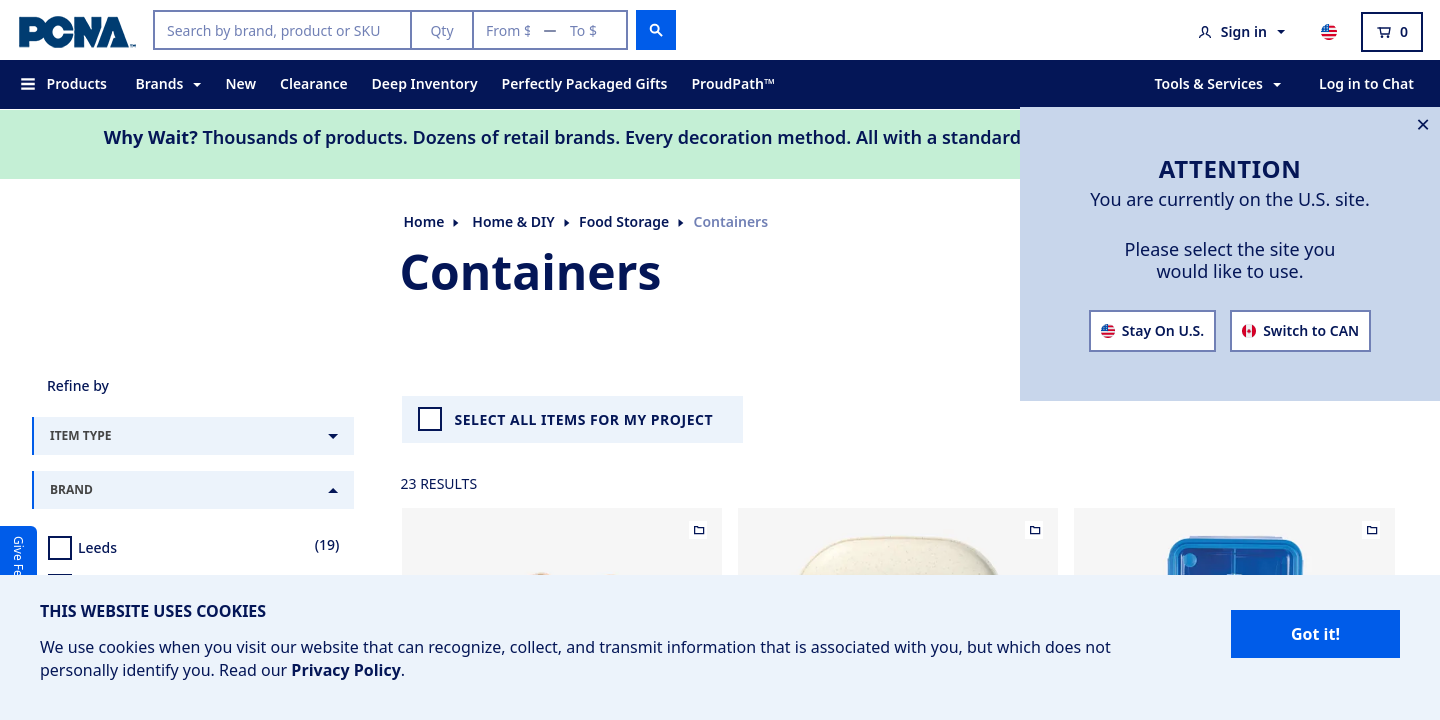 PCNA™
Search by brand, product or SKU
Qty
From $ — To $
Sign in
0
Products
Brands
New
Clearance
Deep Inventory
Perfectly Packaged Gifts
ProudPath™
Tools & Services
Log in to Chat
Why Wait? Thousands of products. Dozens of retail brands. Every decoration method. All with a standard
ATTENTION
You are currently on the U.S. site.
Please select the site you
would like to use.
Stay On U.S.
Switch to CAN
Home
Home & DIY
Food Storage
Containers
Containers
Refine by
ITEM TYPE
BRAND
Leeds (19)
SELECT ALL ITEMS FOR MY PROJECT
23 RESULTS
Give Fe
THIS WEBSITE USES COOKIES
We use cookies when you visit our website that can recognize, collect, and transmit information that is associated with you, but which does not
personally identify you. Read our Privacy Policy.
Got it!